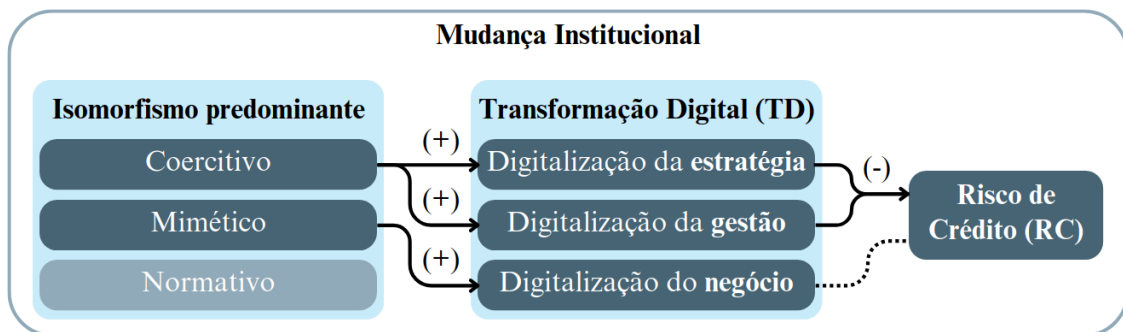 Mudança Institucional
Isomorfismo predominante
Transformação Digital (TD)
Coercitivo
(+)
Digitalização da estratégia
(-)
Mimético
(+)
Digitalização da gestão
Risco de
Crédito (RC)
Normativo
(+)
Digitalização do negócio